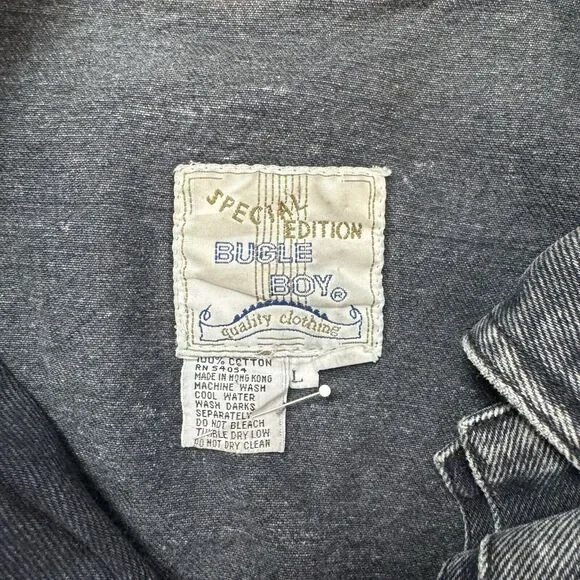 SPECIAL
EDITION
BUGLE
BOY®
quality clothing
100% COTTON
RN 54054
MADE IN HONG KONG
MACHINE WASH
COOL WATER
WASH DARKS
SEPARATELY
DO NOT BLEACH
TUMBLE DRY LOW
DO NOT DRY CLEAN
L